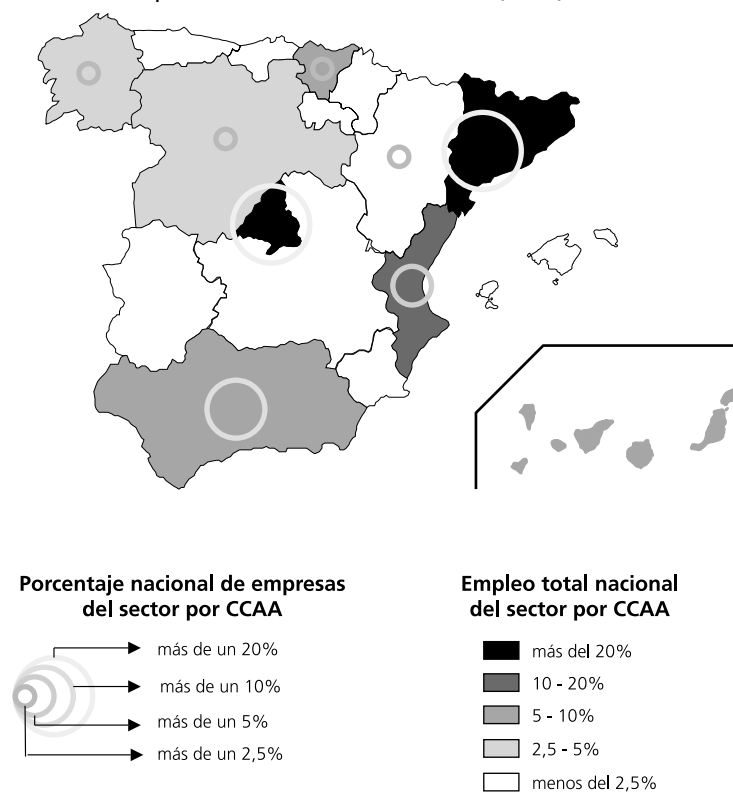 Porcentaje nacional de empresas
del sector por CCAA
más de un 20%
más de un 10%
más de un 5%
más de un 2,5%
Empleo total nacional
del sector por CCAA
más del 20%
10 - 20%
5 - 10%
2,5 - 5%
menos del 2,5%